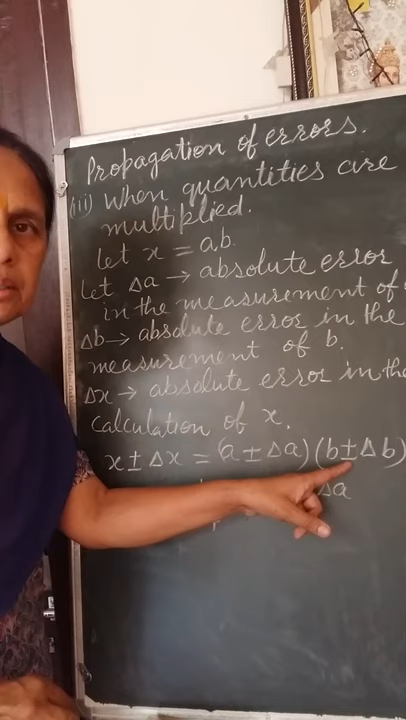 Propagation of errors.
(iii) When quantities are
multiplied.
Let x = a.b.
Let Δa → absolute error
in the measurement of
Δb → absolute error in the
measurement of b.
Δx → absolute error in the
calculation of x.
x ± Δx = (a ± Δa)(b ± Δb)
Δa